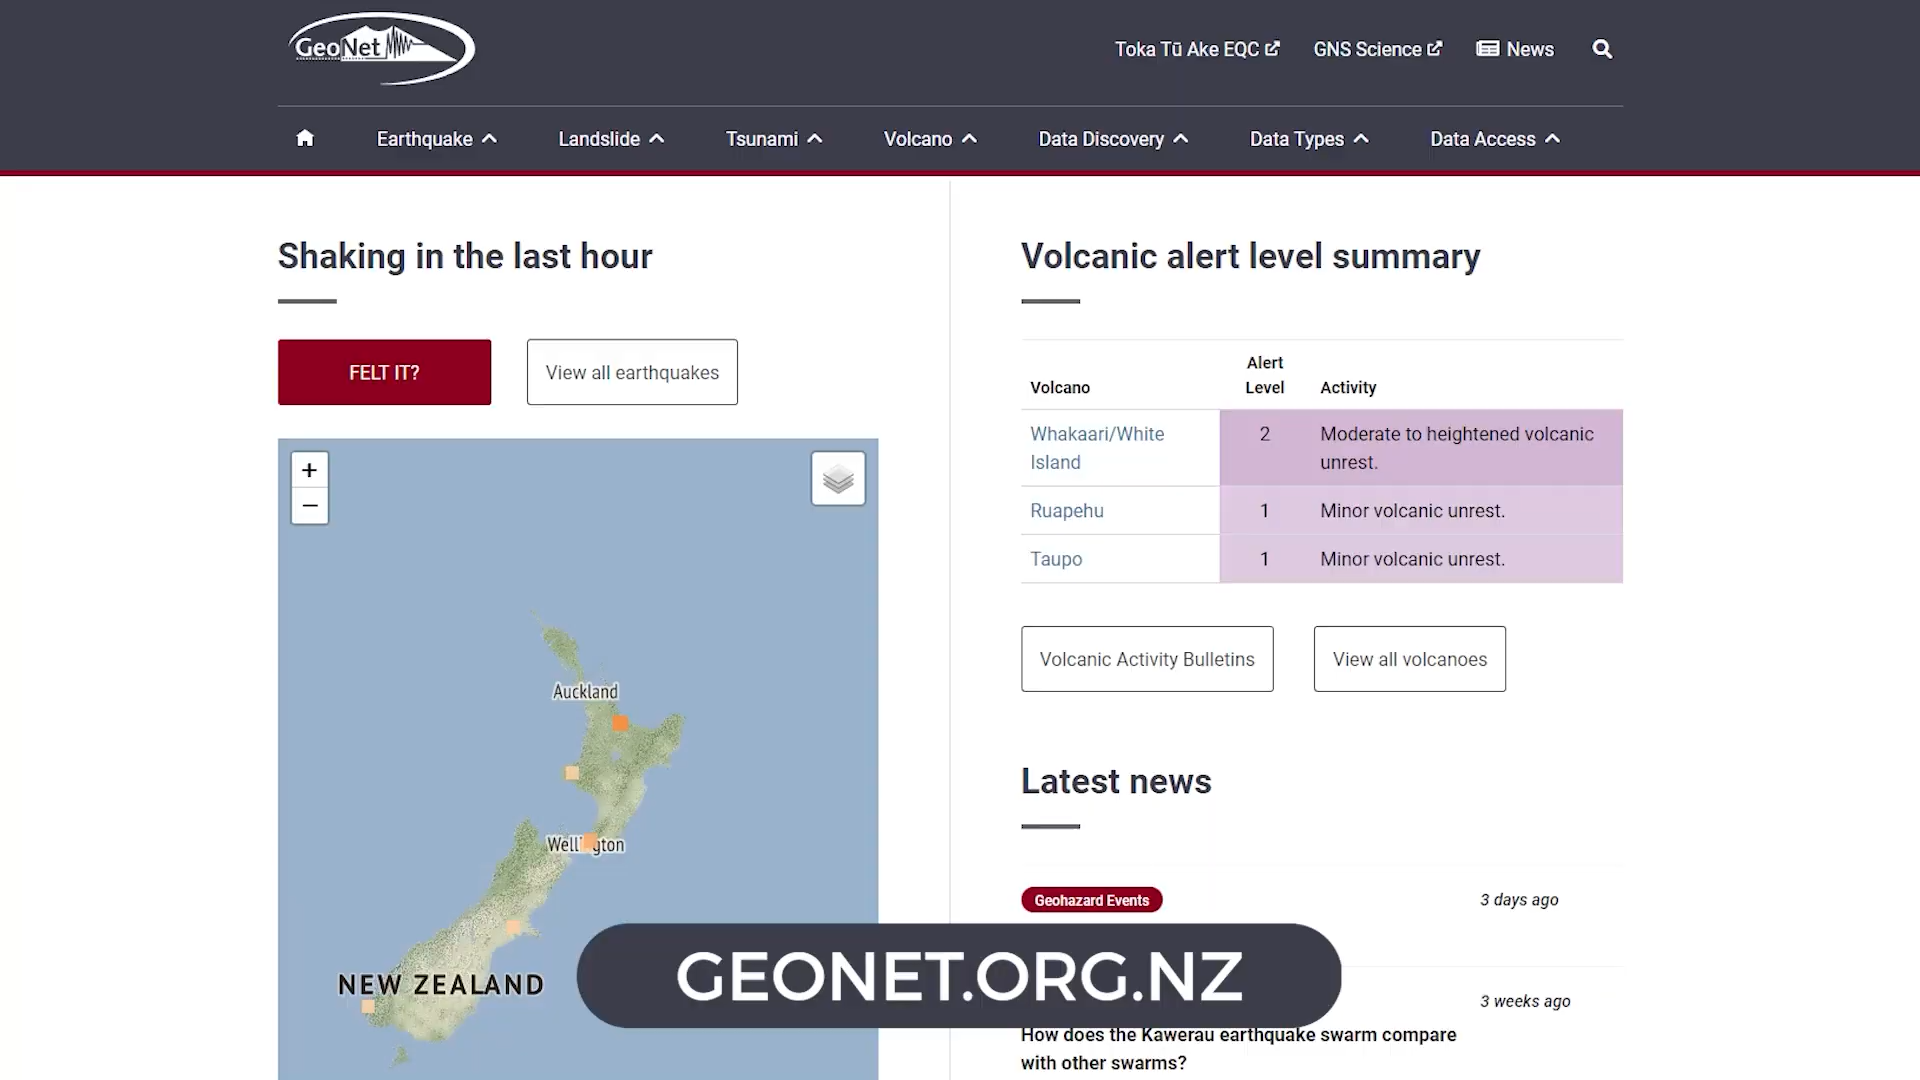 GeoNet
Toka Tū Ake EQC
GNS Science
News
Earthquake
Landslide
Tsunami
Volcano
Data Discovery
Data Types
Data Access
Shaking in the last hour
FELT IT?
View all earthquakes
+
−
Auckland
NEW ZEALAND
Volcanic alert level summary
Volcano
Alert
Level
Activity
Whakaari/White
Island
2
Moderate to heightened volcanic
unrest.
Ruapehu
1
Minor volcanic unrest.
Taupo
1
Minor volcanic unrest.
Volcanic Activity Bulletins
View all volcanoes
Latest news
Geohazard Events
3 days ago
GEONET.ORG.NZ
3 weeks ago
How does the Kawerau earthquake swarm compare
with other swarms?